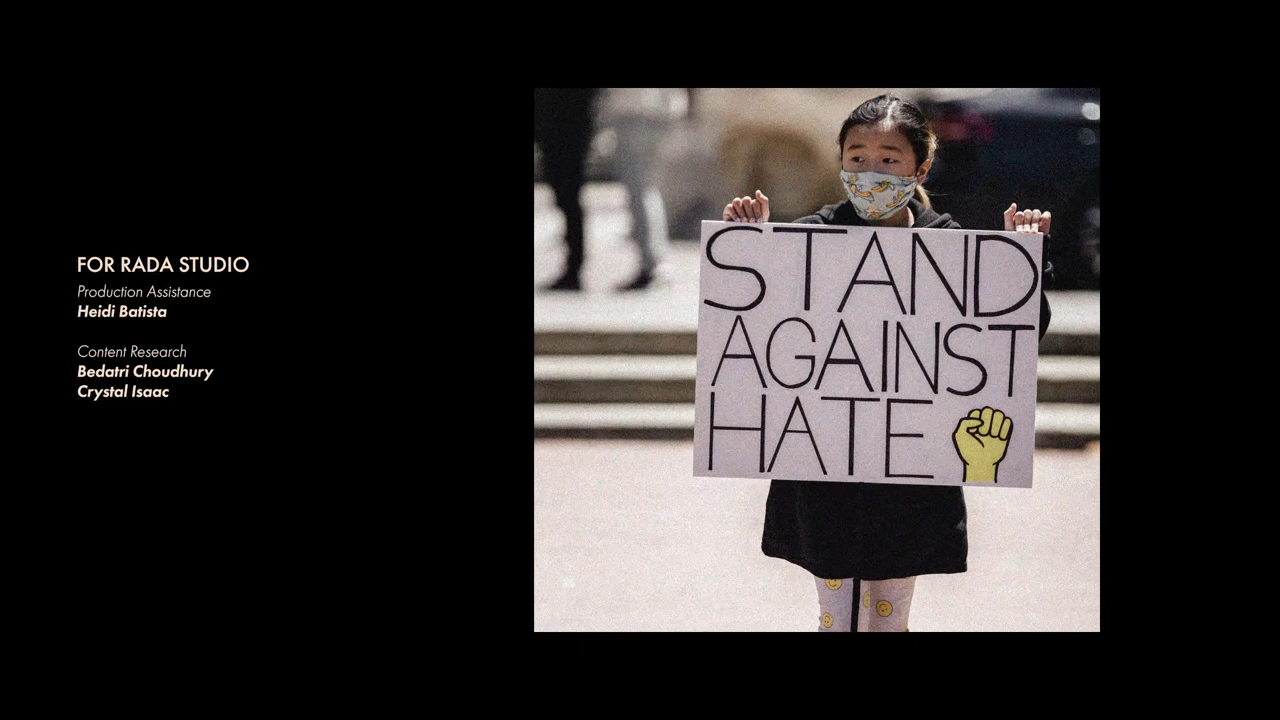 FOR RADA STUDIO
Production Assistance
Heidi Batista
Content Research
Bedatri Choudhury
Crystal Isaac
STAND
AGAINST
HATE